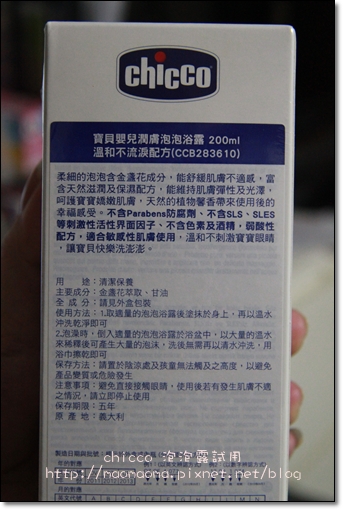 chicco
寶貝嬰兒潤膚泡泡浴露 200ml
溫和不流淚配方(CCB283610)
柔細的泡泡含金盞花成分，能舒緩肌膚不適感，富
含天然滋潤及保濕配方，能維持肌膚彈性及光澤，
呵護寶寶嬌嫩肌膚，天然的植物馨香帶來使用後的
幸福感受。不含Parabens防腐劑、不含SLS、SLES
等刺激性活性界面因子、不含色素及酒精，弱酸性
配方，適合敏感性肌膚使用，溫和不刺激寶寶眼睛
，讓寶貝快樂洗澎澎。
用　　途：清潔保養
主要成分：金盞花萃取、甘油
全 成 分：請見外盒包裝
使用方法：1.取適量的泡泡浴露後塗抹於身上，再以溫水
沖洗乾淨即可
2.泡澡時，倒入適量的泡泡浴露於浴盆中，以大量的溫水
來稀釋後可產生大量的泡沫，洗後無需再以清水沖洗，用
浴巾擦乾即可
保存方法：請置於陰涼處及孩童無法觸及之高度，以避免
產品變質或危險發生
注意事項：避免直接接觸眼睛，使用後若有發生肌膚不適
之情況，請立即停止使用
保存期限：五年
原 產 地：義大利
chicco 泡泡露試用
http://maomaoma.pixnet.net/blog